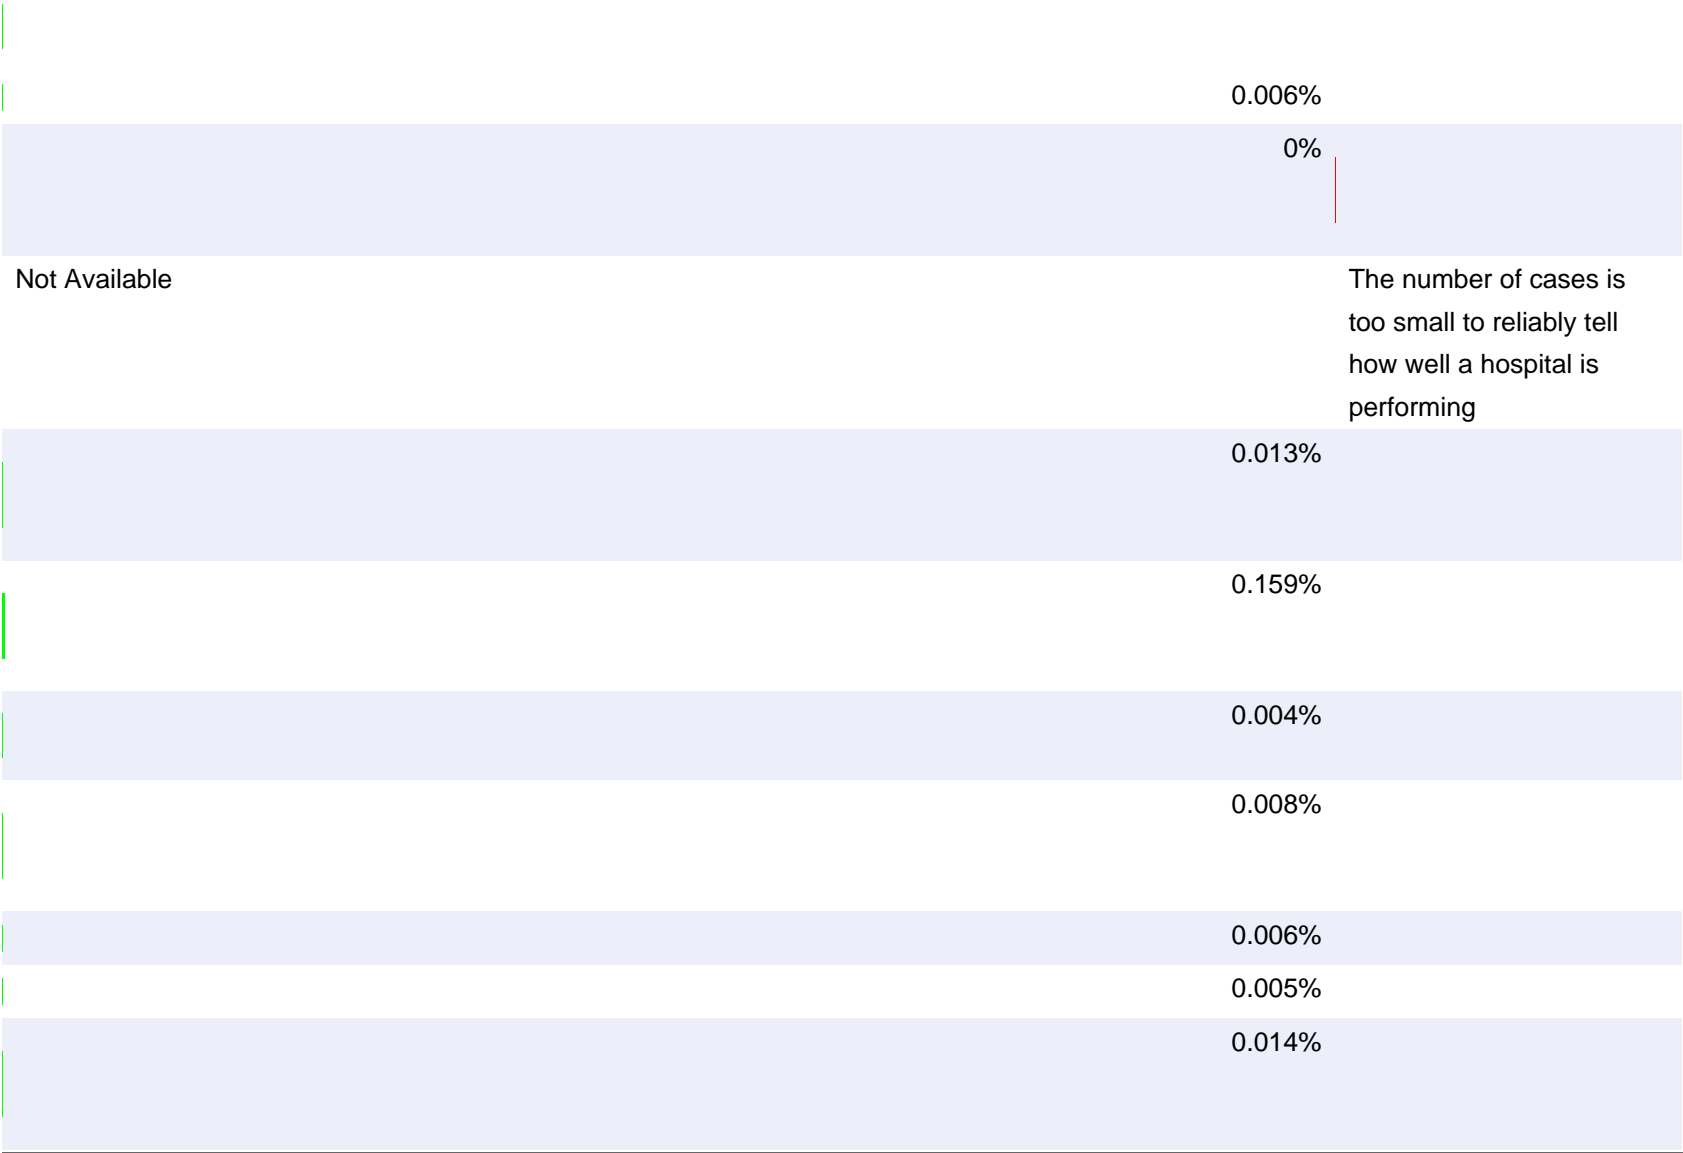 0.006%
0%
Not Available
The number of cases is
too small to reliably tell
how well a hospital is
performing
0.013%
0.159%
0.004%
0.008%
0.006%
0.005%
0.014%